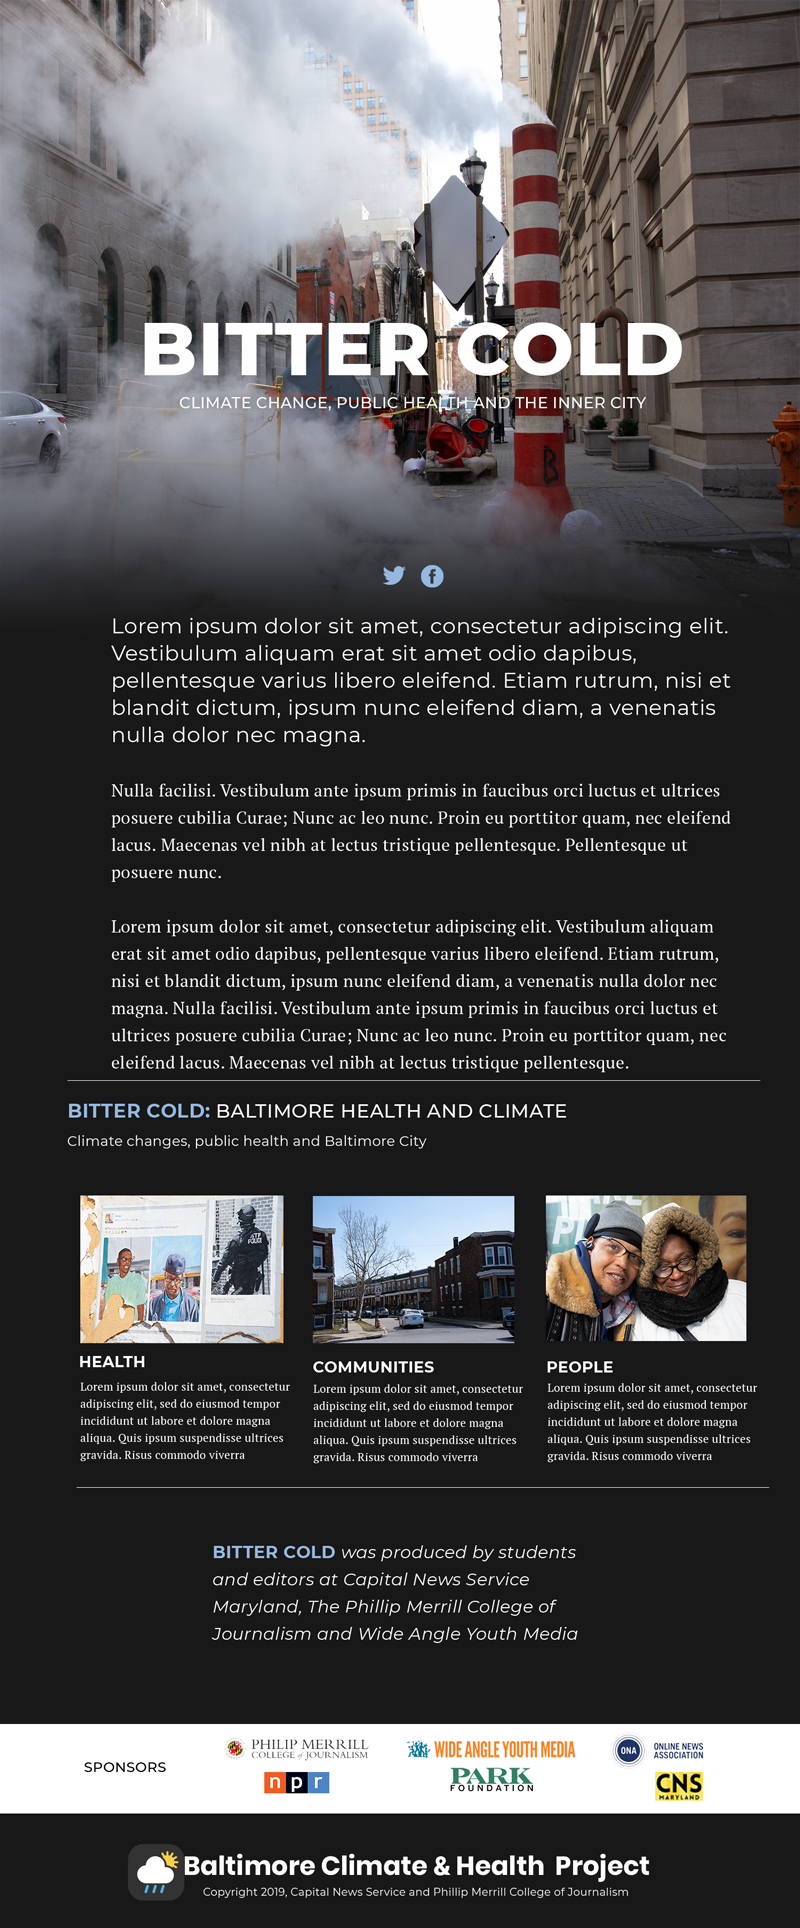 BITTER COLD
CLIMATE CHANGE, PUBLIC HEALTH AND THE INNER CITY
Lorem ipsum dolor sit amet, consectetur adipiscing elit.
Vestibulum aliquam erat sit amet odio dapibus,
pellentesque varius libero eleifend. Etiam rutrum, nisi et
blandit dictum, ipsum nunc eleifend diam, a venenatis
nulla dolor nec magna.
Nulla facilisi. Vestibulum ante ipsum primis in faucibus orci luctus et ultrices
posuere cubilia Curae; Nunc ac leo nunc. Proin eu porttitor quam, nec eleifend
lacus. Maecenas vel nibh at lectus tristique pellentesque. Pellentesque ut
posuere nunc.
Lorem ipsum dolor sit amet, consectetur adipiscing elit. Vestibulum aliquam
erat sit amet odio dapibus, pellentesque varius libero eleifend. Etiam rutrum,
nisi et blandit dictum, ipsum nunc eleifend diam, a venenatis nulla dolor nec
magna. Nulla facilisi. Vestibulum ante ipsum primis in faucibus orci luctus et
ultrices posuere cubilia Curae; Nunc ac leo nunc. Proin eu porttitor quam, nec
eleifend lacus. Maecenas vel nibh at lectus tristique pellentesque.
BITTER COLD: BALTIMORE HEALTH AND CLIMATE
Climate changes, public health and Baltimore City
POLICE
HEALTH
Lorem ipsum dolor sit amet, consectetur
adipiscing elit, sed do eiusmod tempor
incididunt ut labore et dolore magna
aliqua. Quis ipsum suspendisse ultrices
gravida. Risus commodo viverra
COMMUNITIES
Lorem ipsum dolor sit amet, consectetur
adipiscing elit, sed do eiusmod tempor
incididunt ut labore et dolore magna
aliqua. Quis ipsum suspendisse ultrices
gravida. Risus commodo viverra
PEOPLE
Lorem ipsum dolor sit amet, consectetur
adipiscing elit, sed do eiusmod tempor
incididunt ut labore et dolore magna
aliqua. Quis ipsum suspendisse ultrices
gravida. Risus commodo viverra
BITTER COLD was produced by students
and editors at Capital News Service
Maryland, The Phillip Merrill College of
Journalism and Wide Angle Youth Media
SPONSORS
PHILIP MERRILL
COLLEGE of JOURNALISM
WIDE ANGLE YOUTH MEDIA
ONA
ONLINE NEWS
ASSOCIATION
npr
PARK
FOUNDATION
CNS
MARYLAND
Baltimore Climate & Health Project
Copyright 2019, Capital News Service and Phillip Merrill College of Journalism